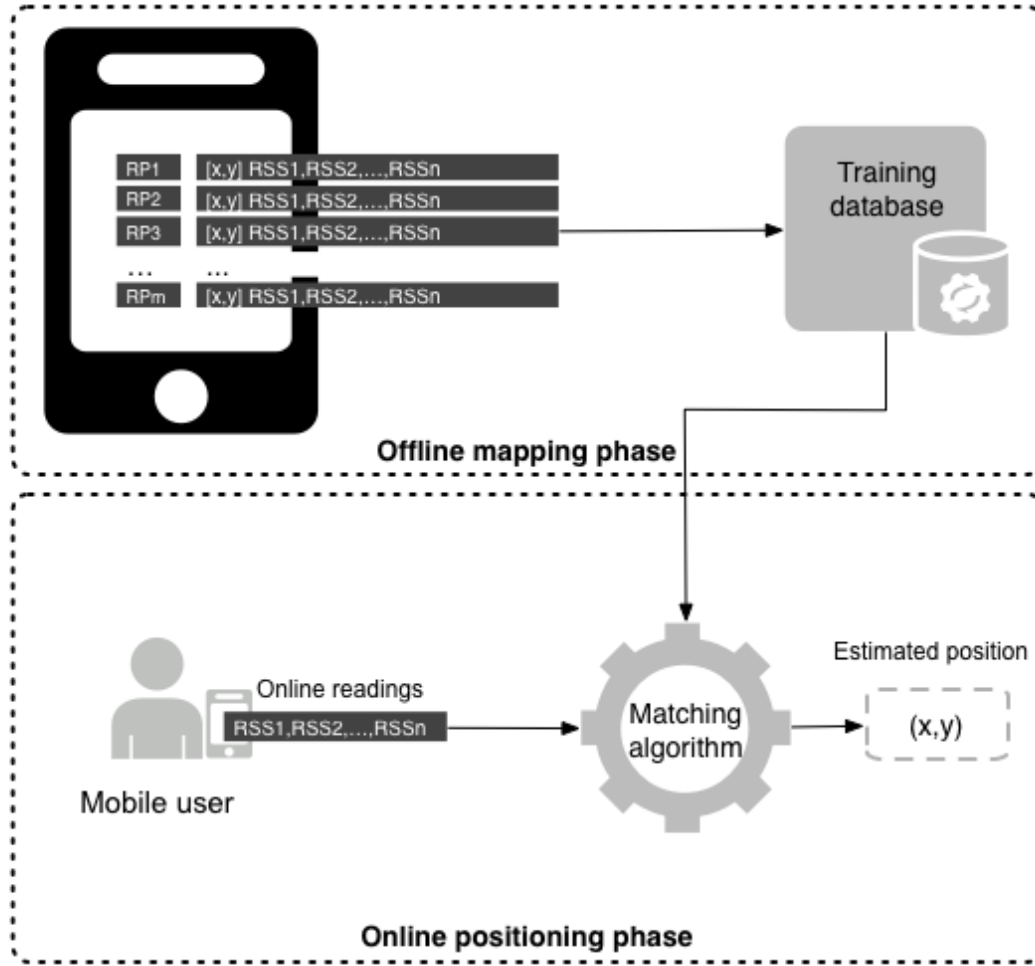 RP1 [x,y] RSS1,RSS2,...,RSSn
RP2 [x,y] RSS1,RSS2,...,RSSn
RP3 [x,y] RSS1,RSS2,...,RSSn
... ...
RPm [x,y] RSS1,RSS2,...,RSSn
Training
database
Offline mapping phase
Online readings
RSS1,RSS2,...,RSSn
Mobile user
Matching
algorithm
Estimated position
(x,y)
Online positioning phase